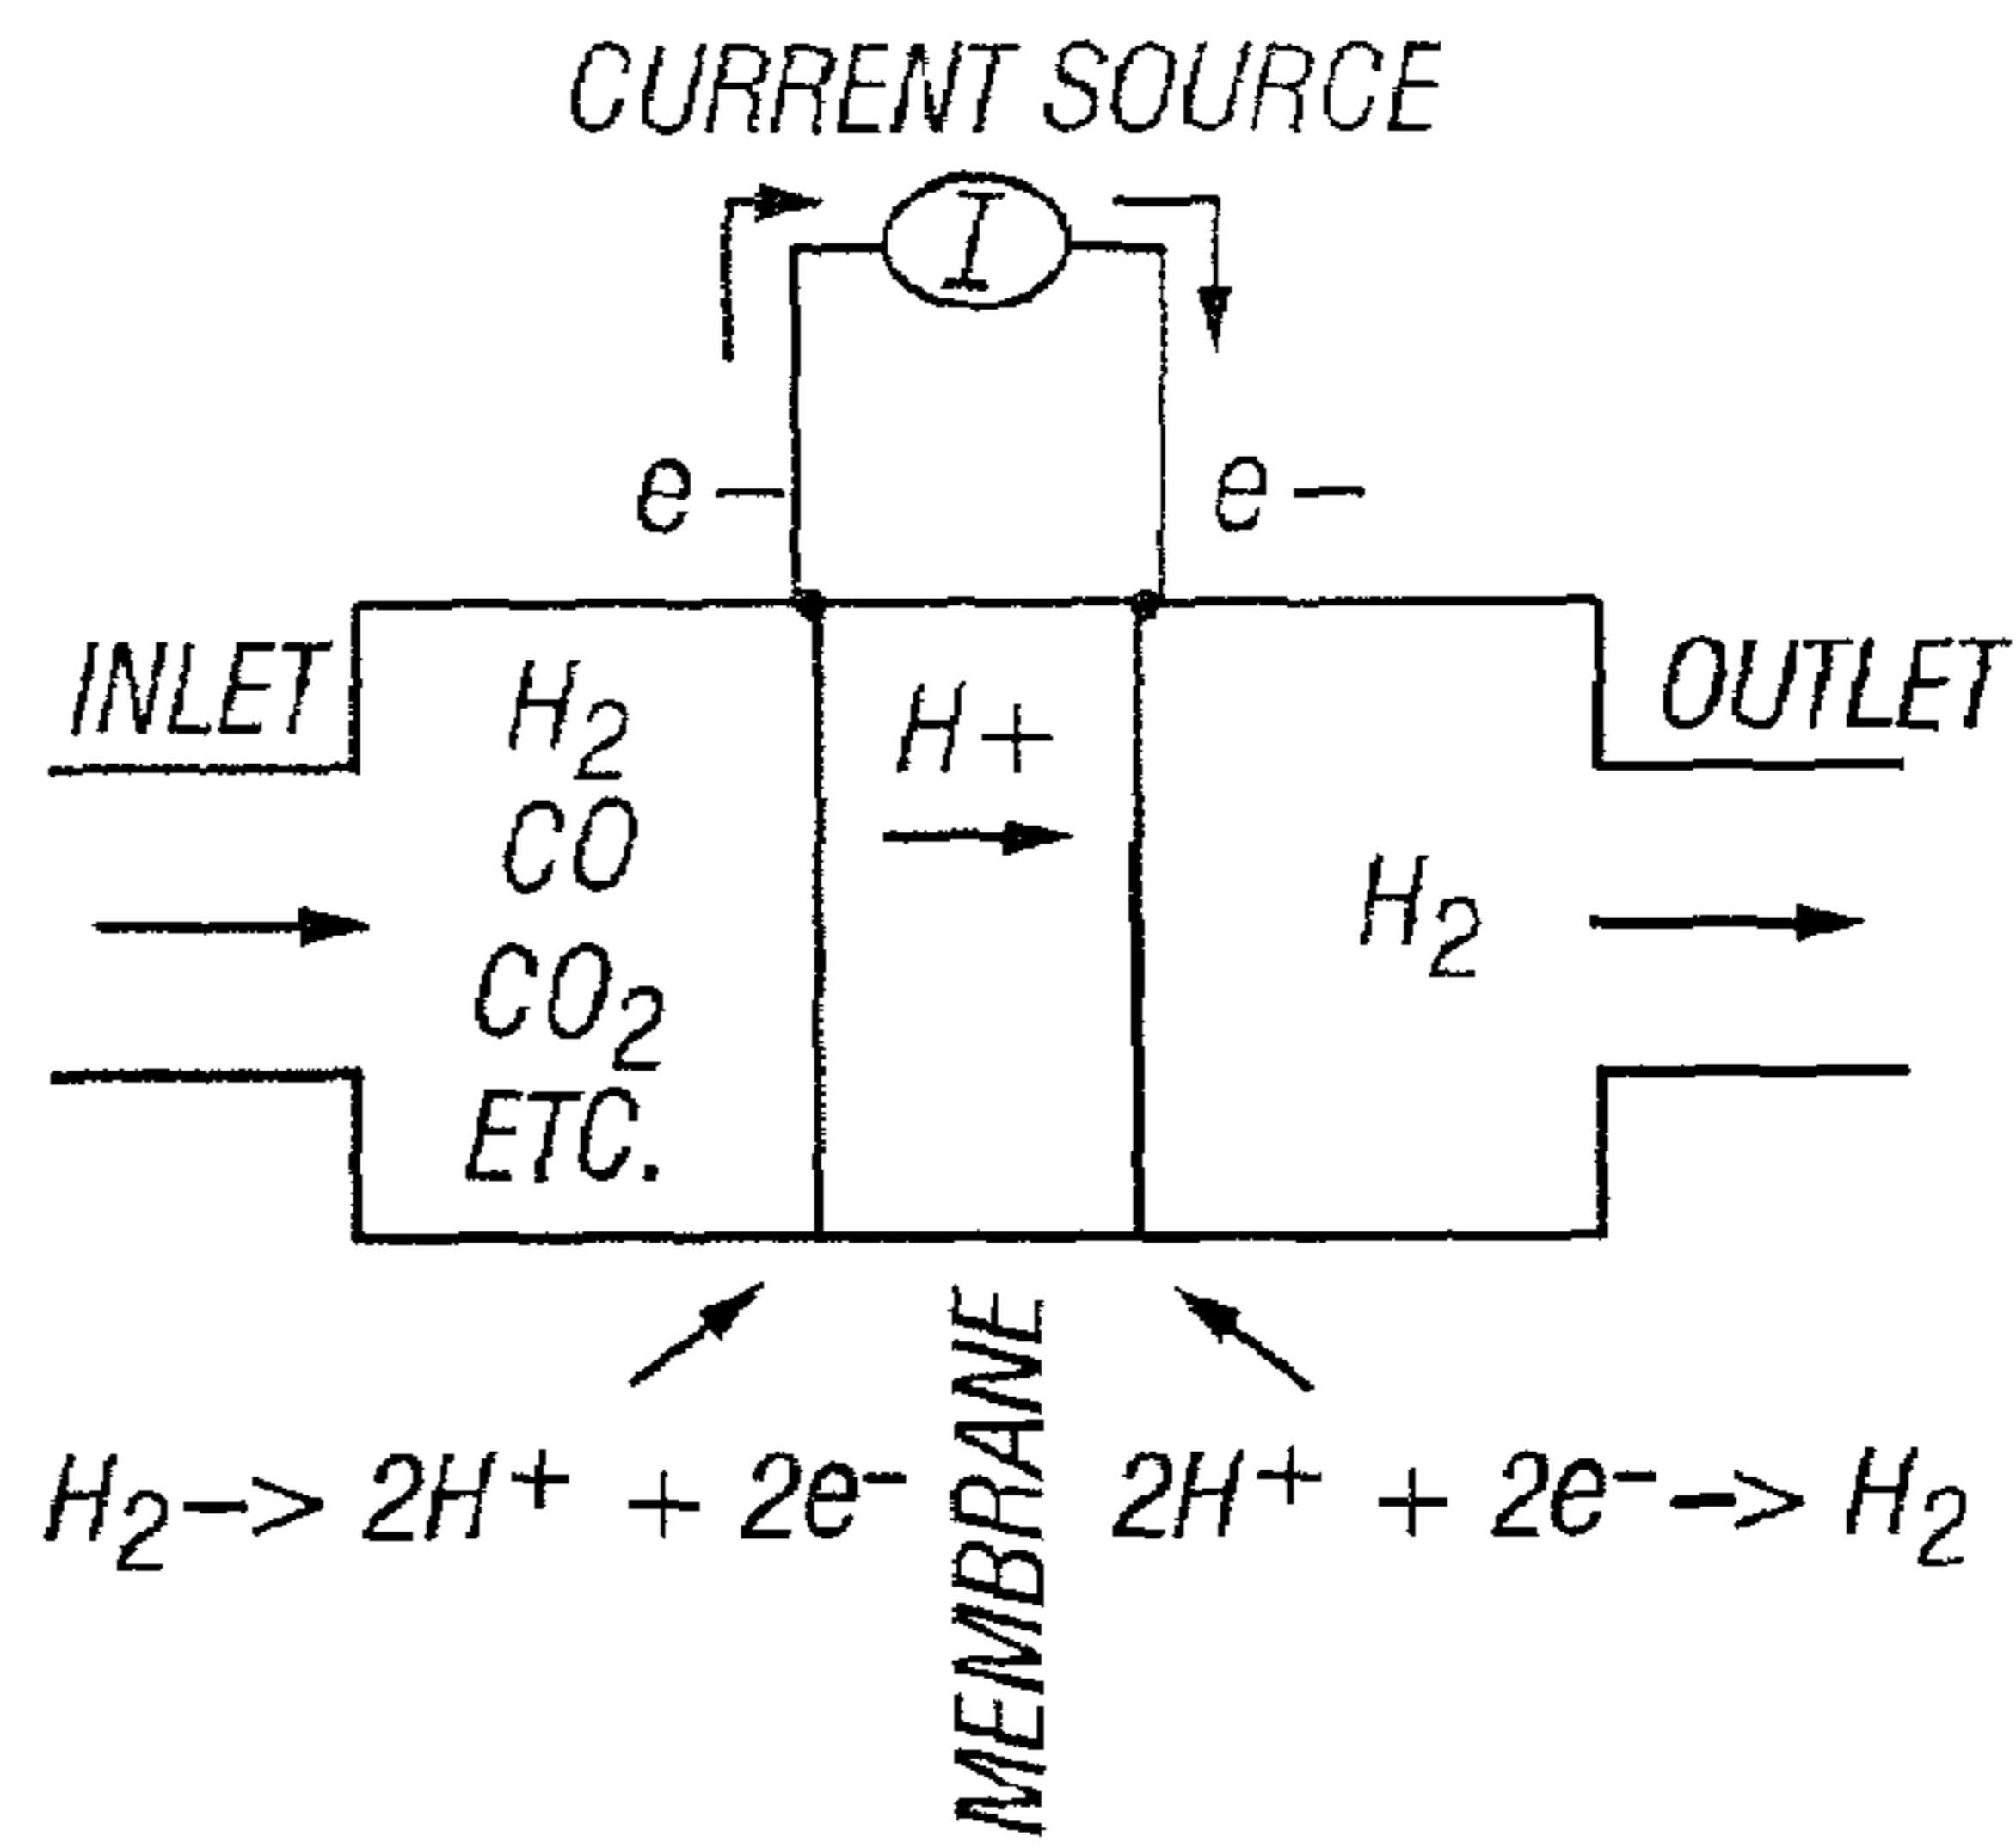 CURRENT SOURCE
I
e- e-
INLET
H2
CO
CO2
ETC.
H+
H2
OUTLET
H2-> 2H+ + 2e-
MEMBRANE
2H+ + 2e- -> H2